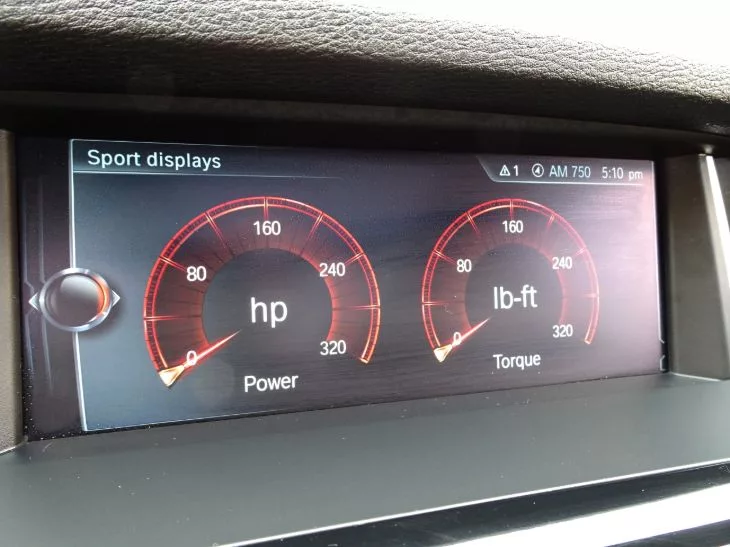 Sport displays
⚠1 ④ AM 750 5:10 pm
160
80
240
hp
0
320
Power
160
80
240
lb-ft
0
320
Torque